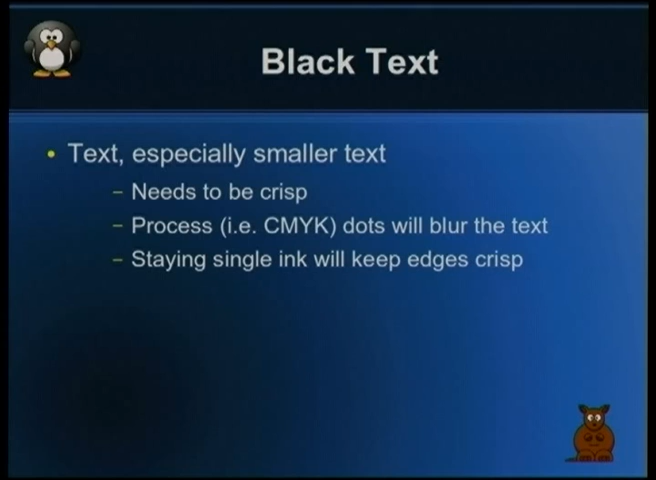 Black Text
• Text, especially smaller text
– Needs to be crisp
– Process (i.e. CMYK) dots will blur the text
– Staying single ink will keep edges crisp